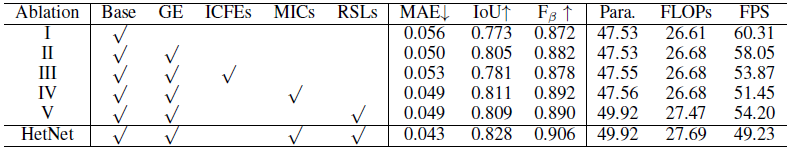 Ablation Base GE ICFEs MICs RSLs MAE↓ IoU↑ Fβ ↑ Para. FLOPs FPS
I √ 0.056 0.773 0.872 47.53 26.61 60.31
II √ √ 0.050 0.805 0.882 47.53 26.68 58.05
III √ √ √ 0.053 0.781 0.878 47.55 26.68 53.87
IV √ √ √ 0.049 0.811 0.892 47.56 26.68 51.45
V √ √ √ 0.049 0.809 0.890 49.92 27.47 54.20
HetNet √ √ √ √ 0.043 0.828 0.906 49.92 27.69 49.23